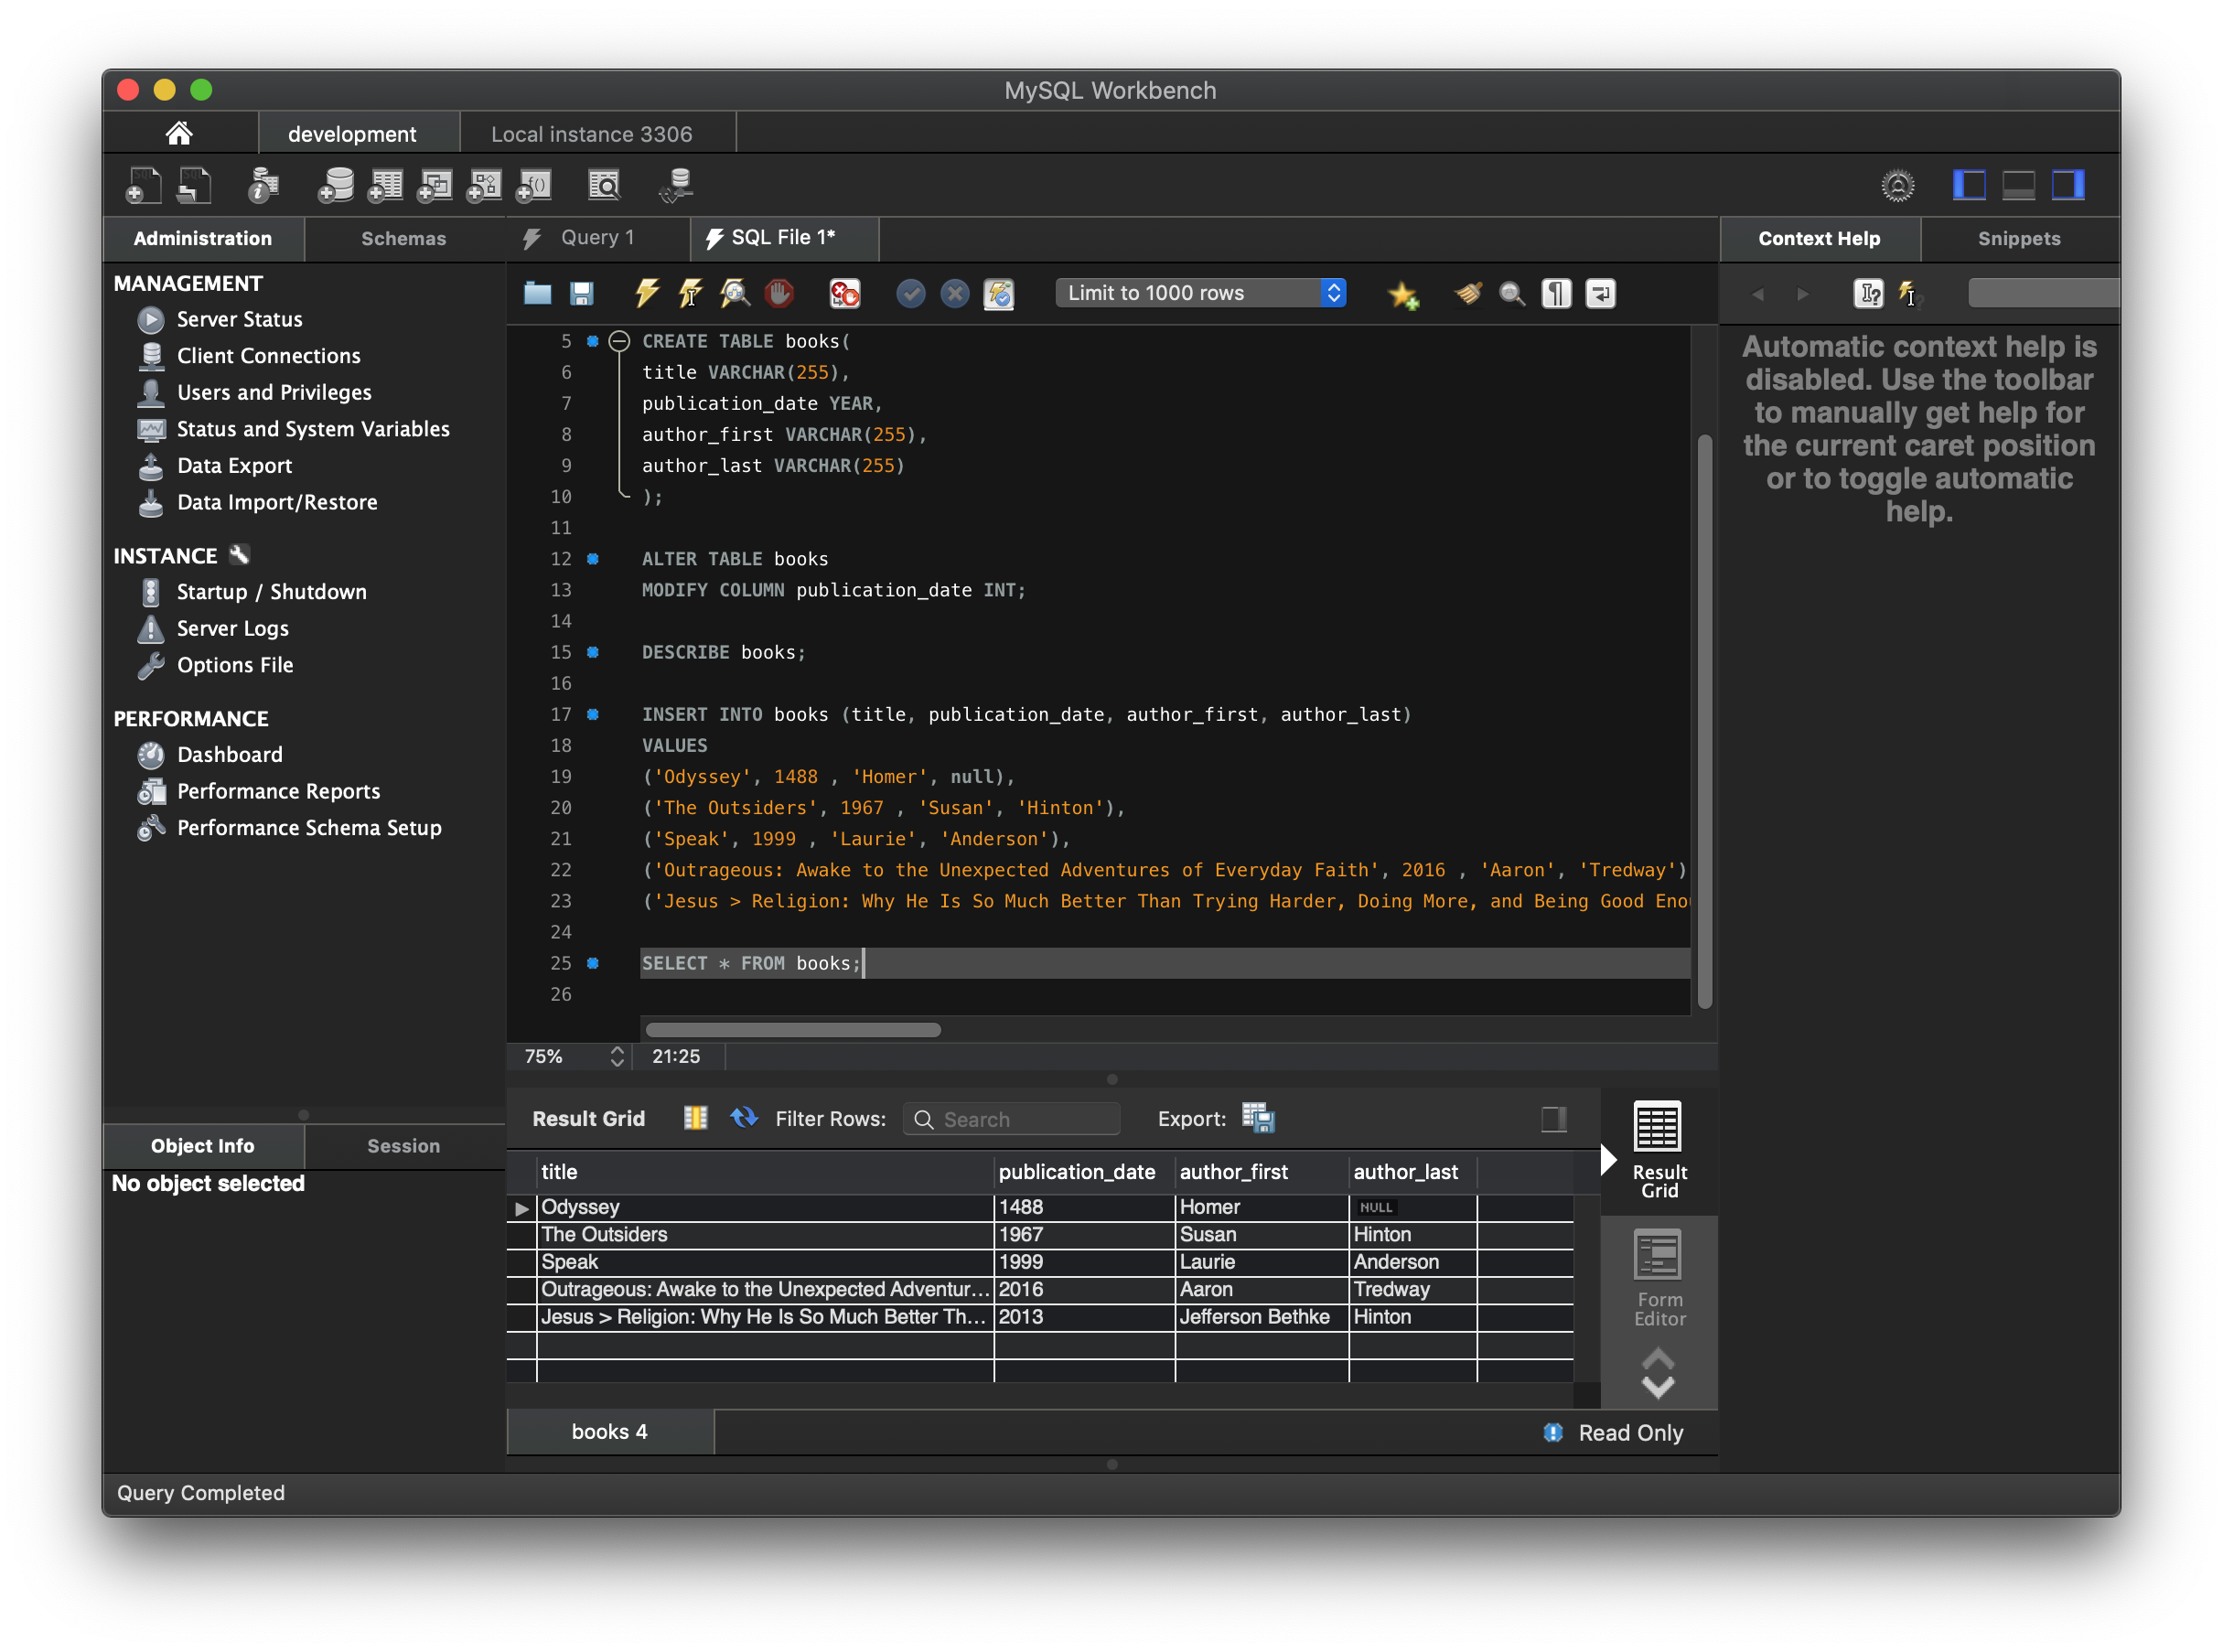 MySQL Workbench
development
Local instance 3306
Administration
Schemas
MANAGEMENT
Server Status
Client Connections
Users and Privileges
Status and System Variables
Data Export
Data Import/Restore
INSTANCE
Startup / Shutdown
Server Logs
Options File
PERFORMANCE
Dashboard
Performance Reports
Performance Schema Setup
Object Info
Session
No object selected
Query 1
SQL File 1*
Limit to 1000 rows
5 CREATE TABLE books(
6 title VARCHAR(255),
7 publication_date YEAR,
8 author_first VARCHAR(255),
9 author_last VARCHAR(255)
10 );
11
12 ALTER TABLE books
13 MODIFY COLUMN publication_date INT;
14
15 DESCRIBE books;
16
17 INSERT INTO books (title, publication_date, author_first, author_last)
18 VALUES
19 ('Odyssey', 1488 , 'Homer', null),
20 ('The Outsiders', 1967 , 'Susan', 'Hinton'),
21 ('Speak', 1999 , 'Laurie', 'Anderson'),
22 ('Outrageous: Awake to the Unexpected Adventures of Everyday Faith', 2016 , 'Aaron', 'Tredway')
23 ('Jesus > Religion: Why He Is So Much Better Than Trying Harder, Doing More, and Being Good Eno
24
25 SELECT * FROM books;
26
75%
21:25
Result Grid
Filter Rows:
Search
Export:
title publication_date author_first author_last
Odyssey 1488 Homer NULL
The Outsiders 1967 Susan Hinton
Speak 1999 Laurie Anderson
Outrageous: Awake to the Unexpected Adventur... 2016 Aaron Tredway
Jesus > Religion: Why He Is So Much Better Th... 2013 Jefferson Bethke Hinton
Result
Grid
Form
Editor
books 4
Read Only
Context Help
Snippets
Automatic context help is
disabled. Use the toolbar
to manually get help for
the current caret position
or to toggle automatic
help.
Query Completed